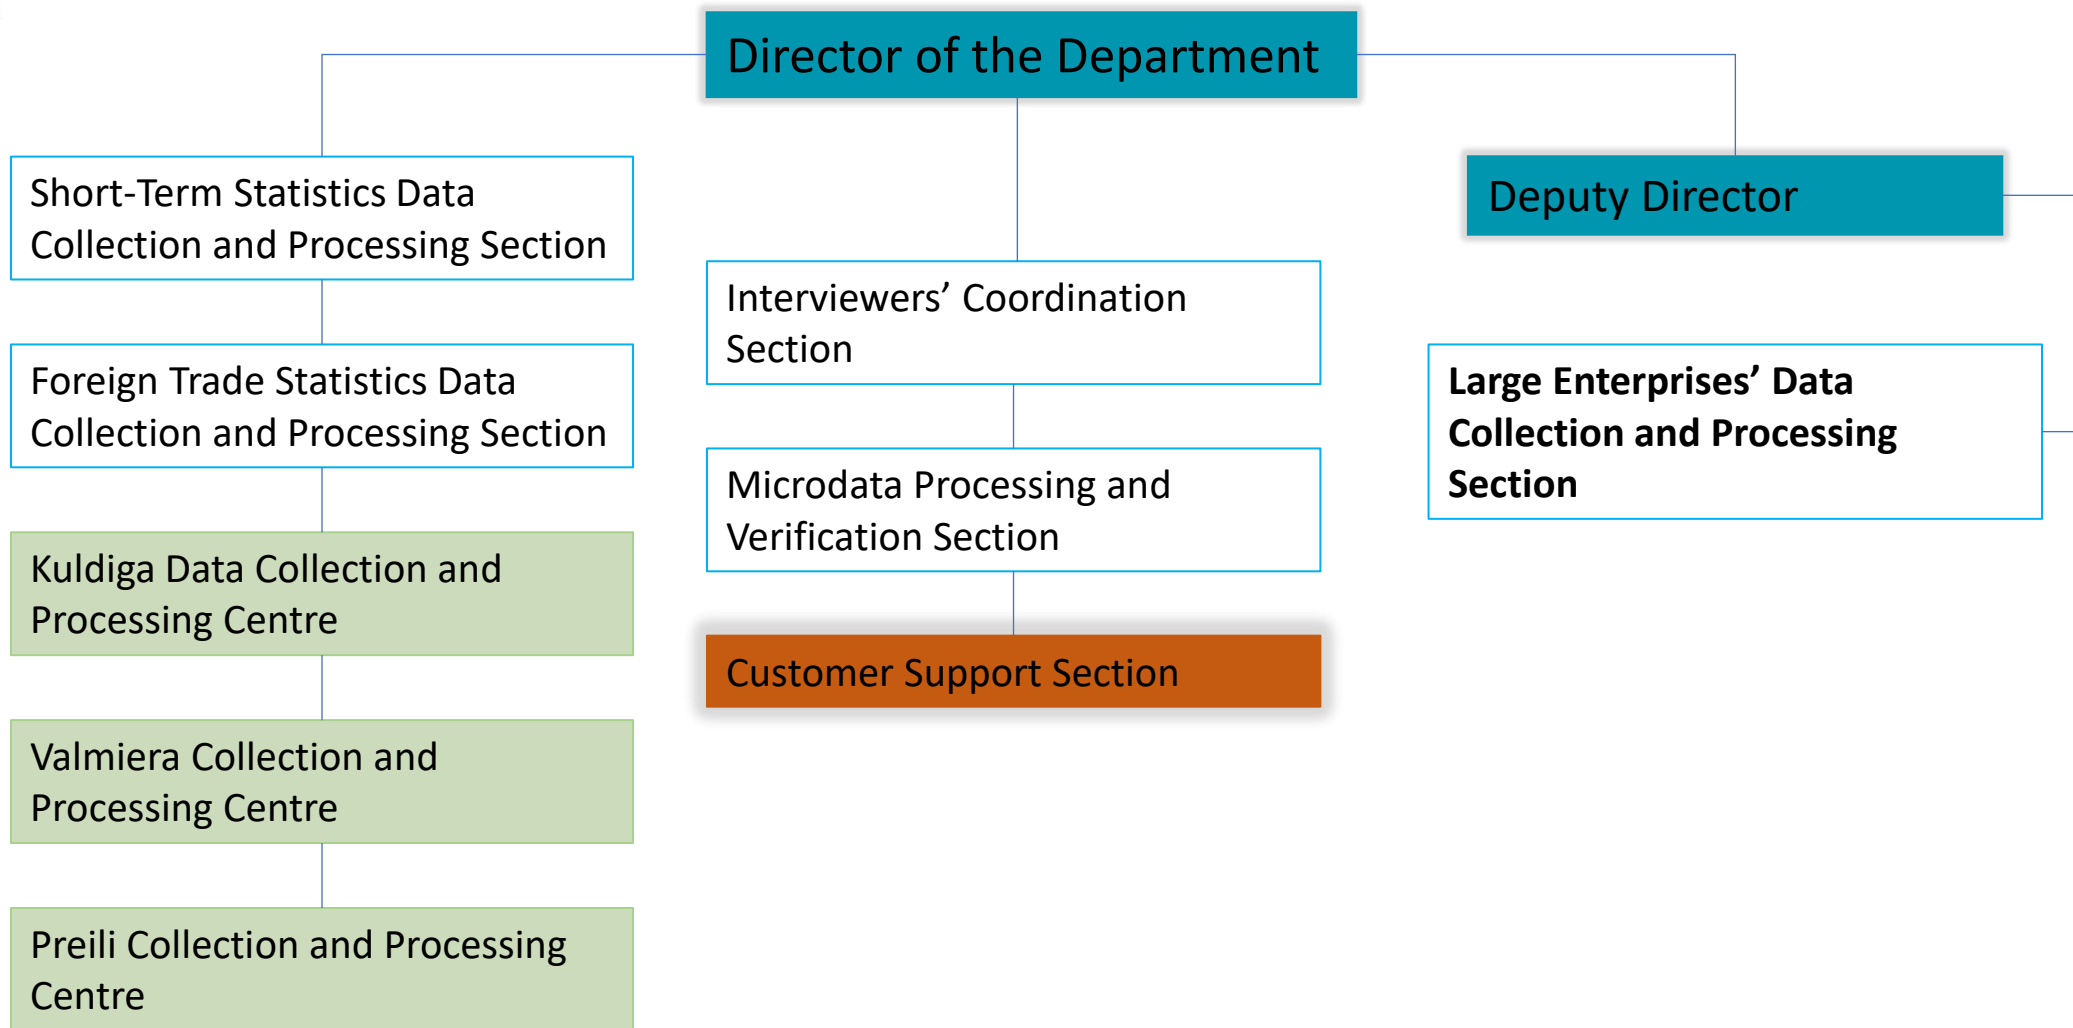 Director of the Department
Short-Term Statistics Data
Collection and Processing Section
Foreign Trade Statistics Data
Collection and Processing Section
Kuldiga Data Collection and
Processing Centre
Valmiera Collection and
Processing Centre
Preili Collection and Processing
Centre
Interviewers’ Coordination
Section
Microdata Processing and
Verification Section
Customer Support Section
Deputy Director
Large Enterprises’ Data
Collection and Processing
Section